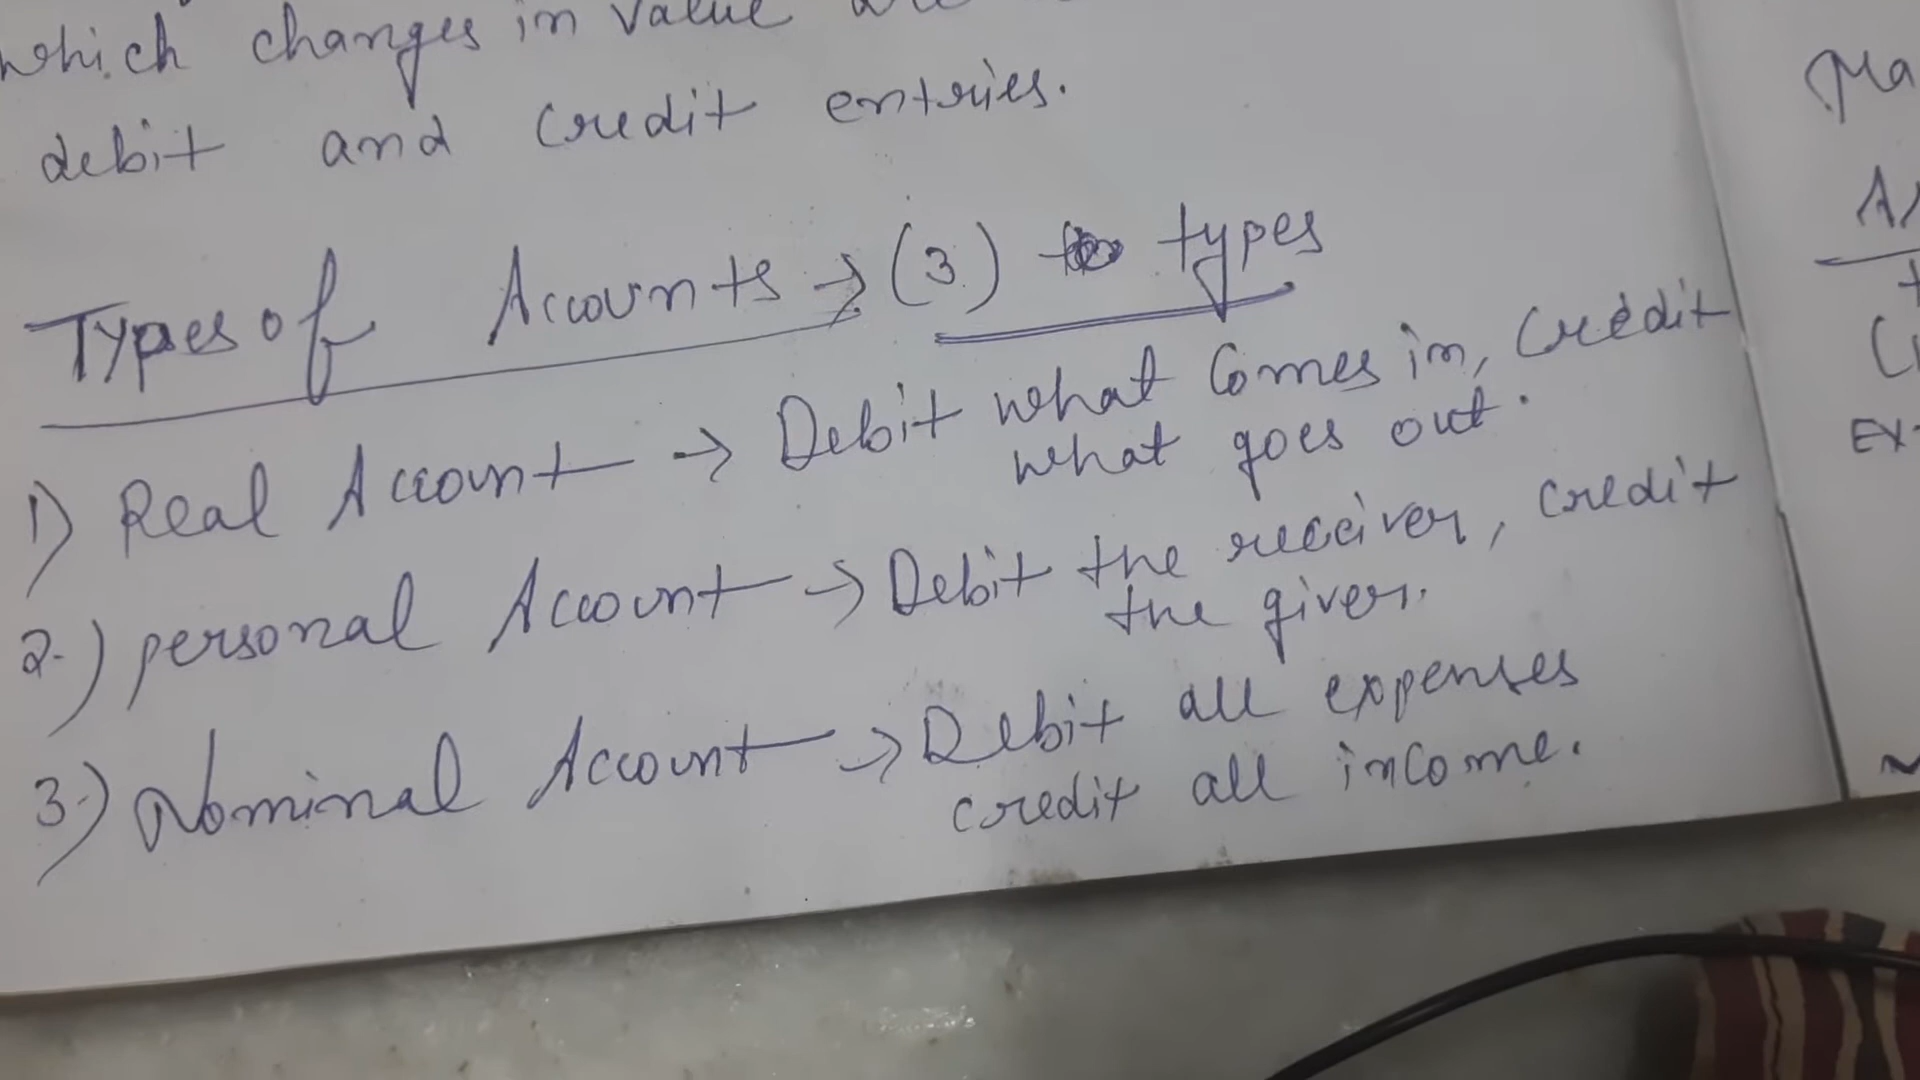 which changes in value
debit and credit entries.
Types of Accounts → (3) types
1) Real Account → Debit what comes in, Credit
what goes out.
2.) personal Account → Debit the receiver, credit
the giver.
3.) Nominal Account → Debit all expenses
credit all income.
Ma
Ex-